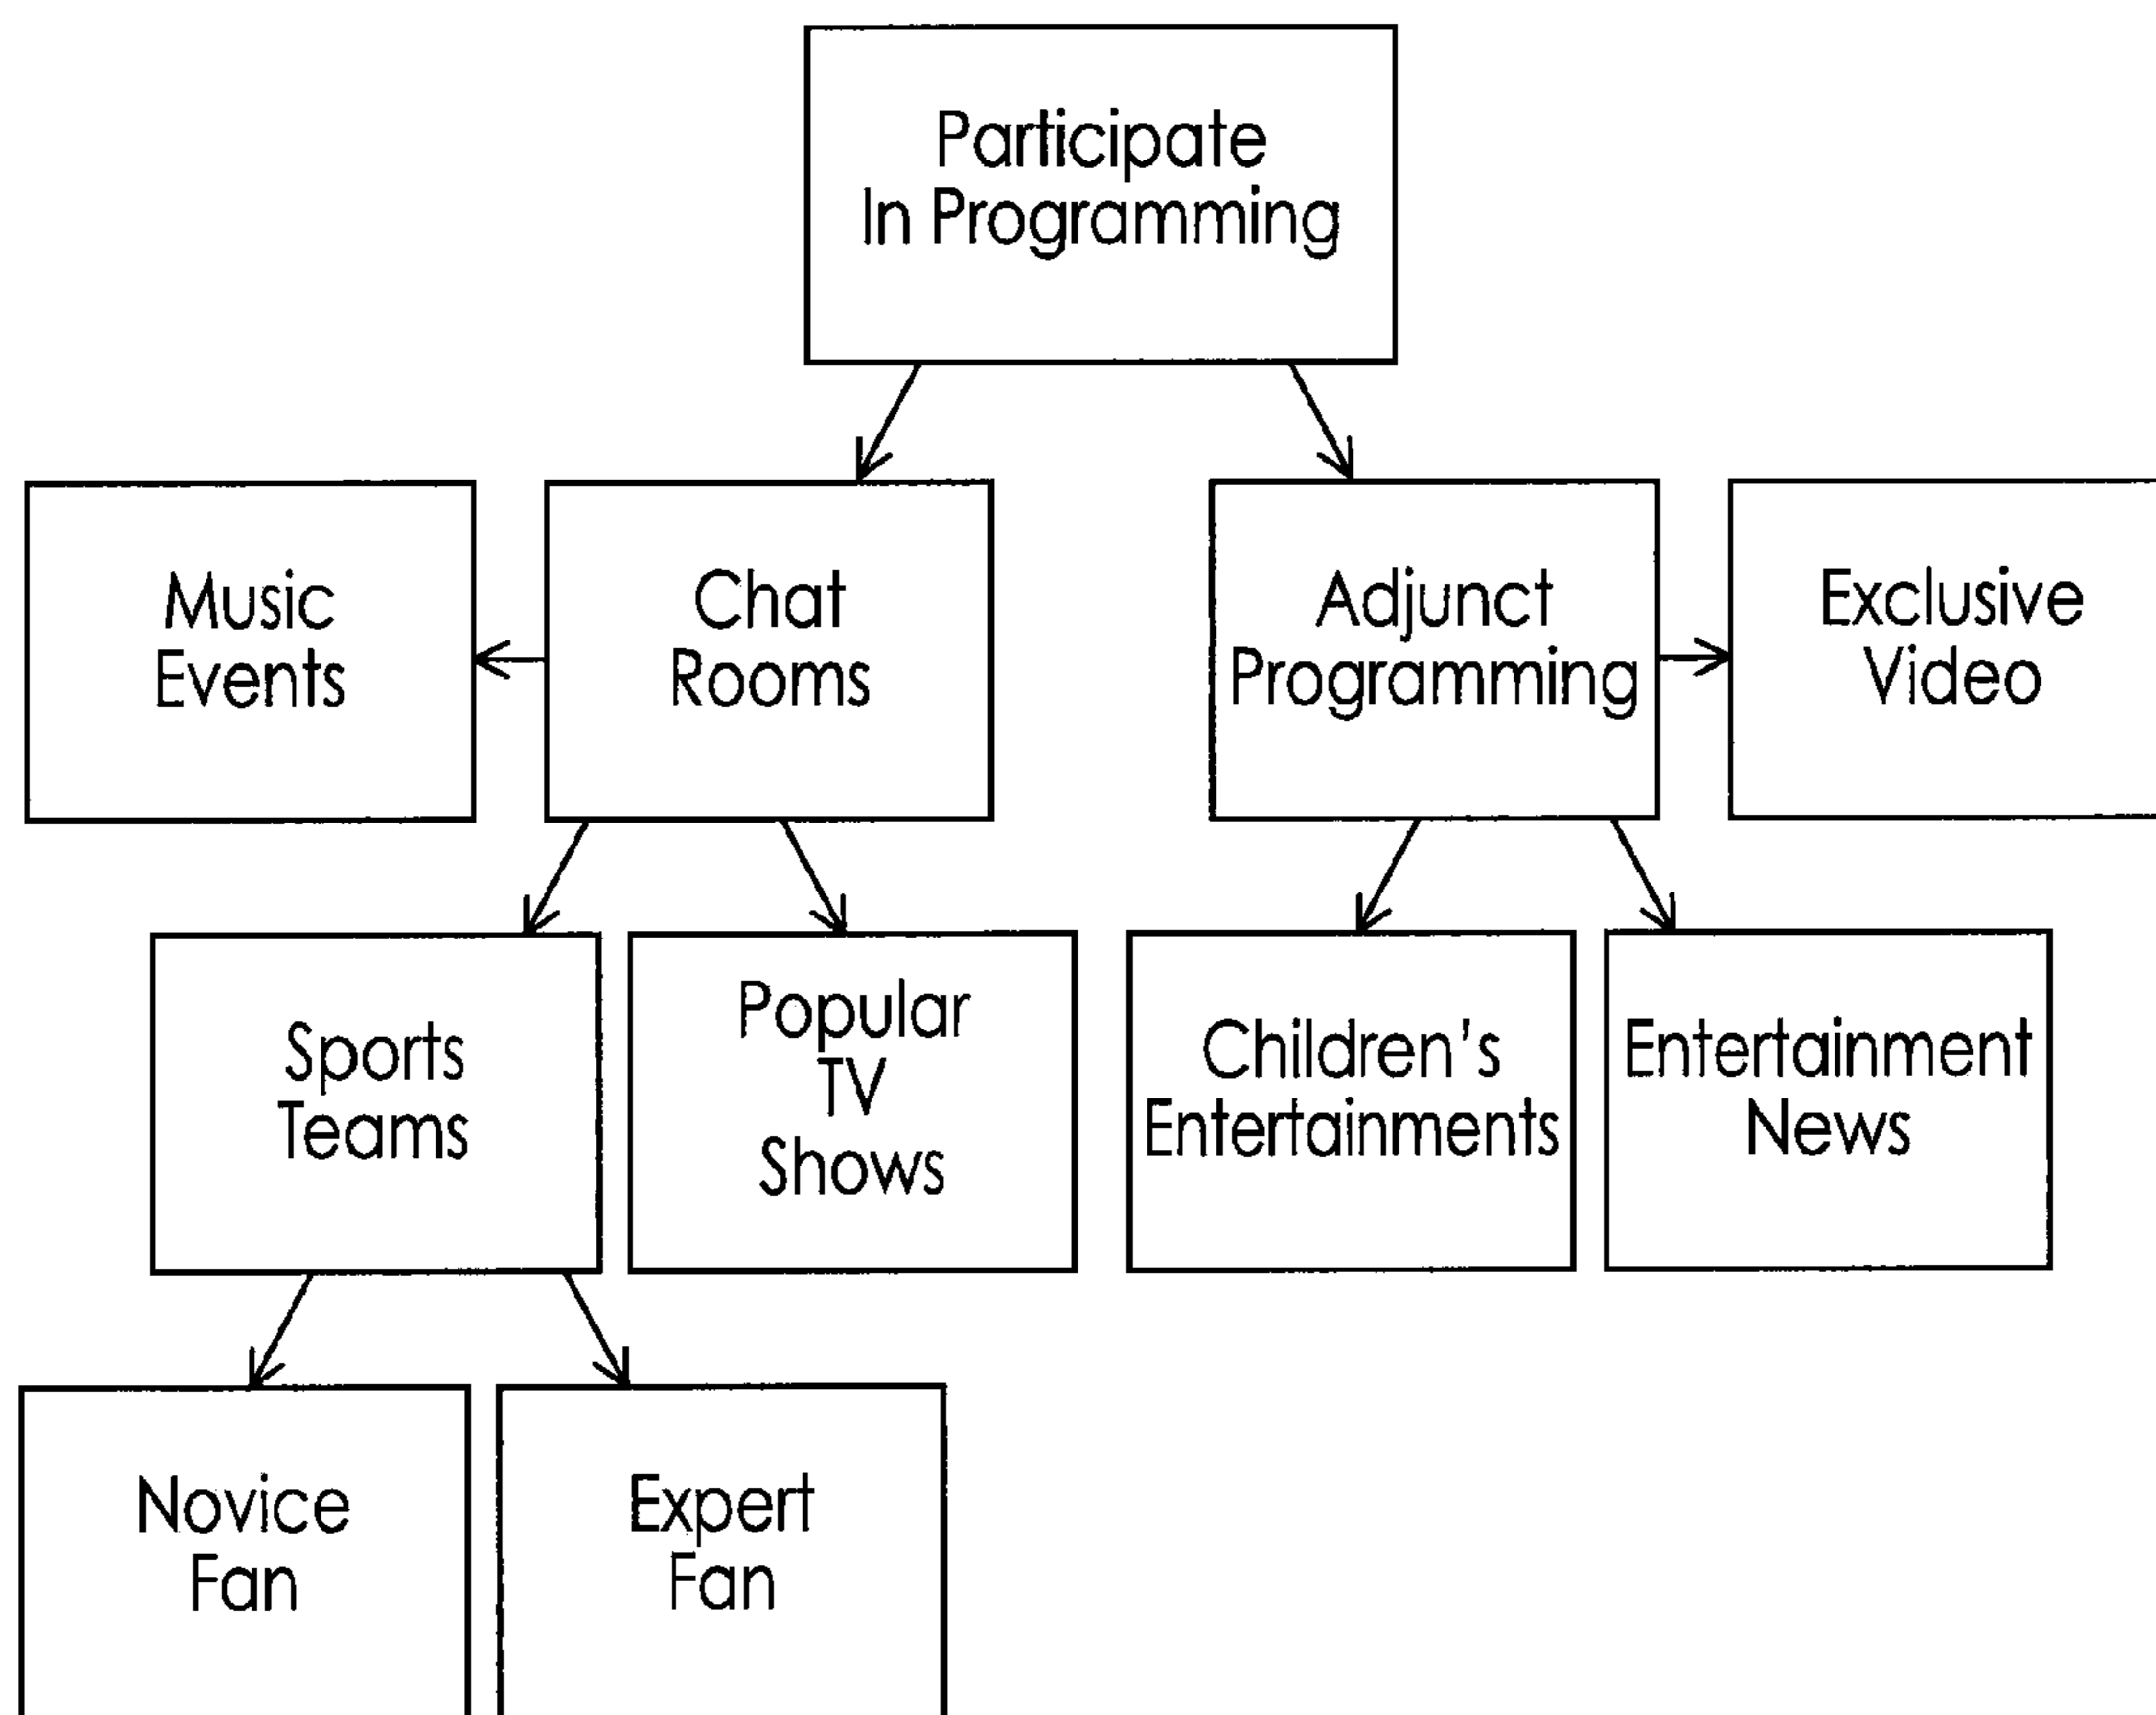 Participate
In Programming
Music
Events
Chat
Rooms
Adjunct
Programming
Exclusive
Video
Sports
Teams
Popular
TV
Shows
Children's
Entertainments
Entertainment
News
Novice
Fan
Expert
Fan